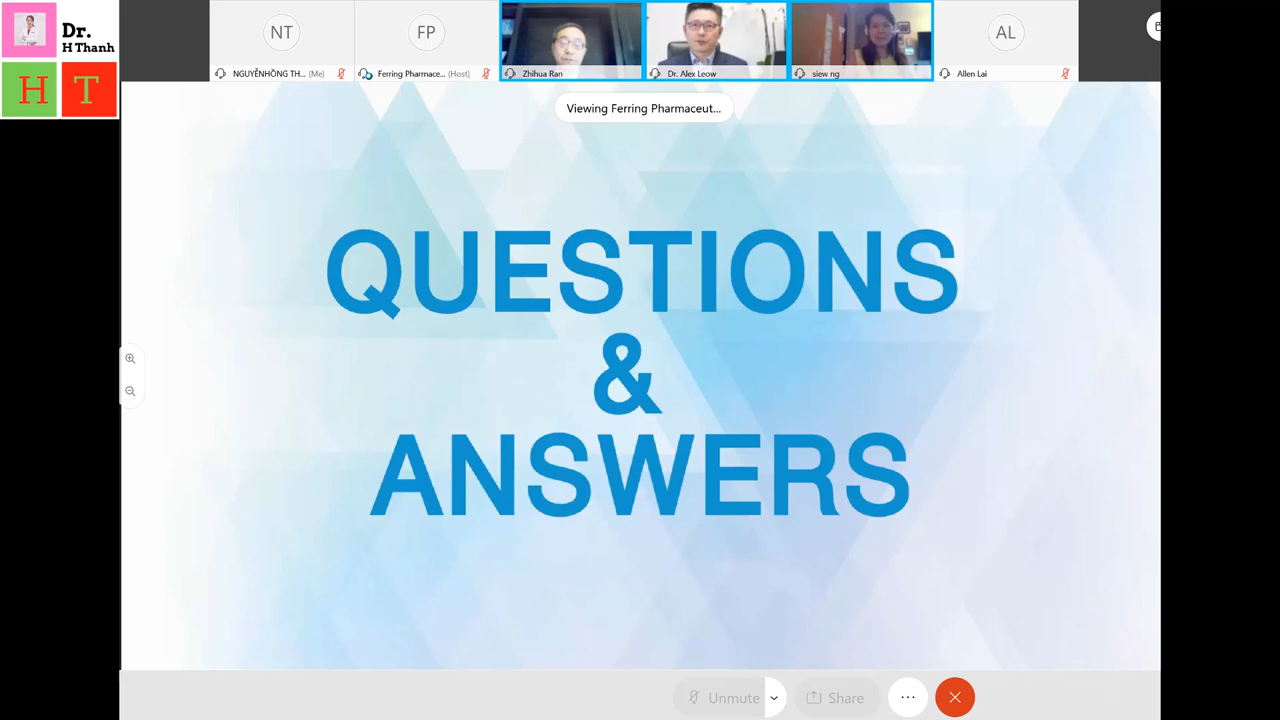 Dr.
H Thanh
H T
NT
FP
AL
NGUYỄNHỒNG TH... (Me)
Ferring Pharmace... (Host)
Zhihua Ran
Dr. Alex Leow
siew ng
Allen Lai
Viewing Ferring Pharmaceut...
QUESTIONS
&
ANSWERS
Unmute
Share